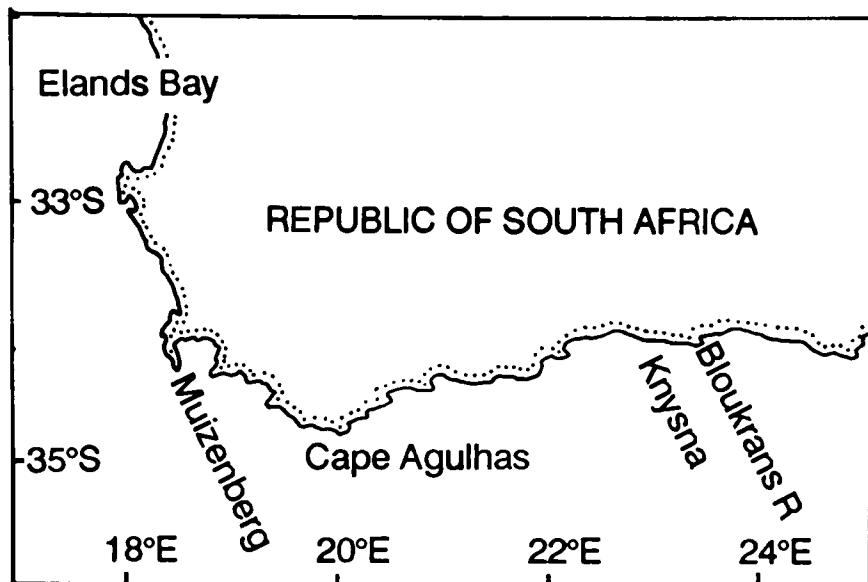 Elands Bay
33°S
REPUBLIC OF SOUTH AFRICA
Muizenberg
Knysna
Bloukrans R
Cape Agulhas
35°S
18°E
20°E
22°E
24°E